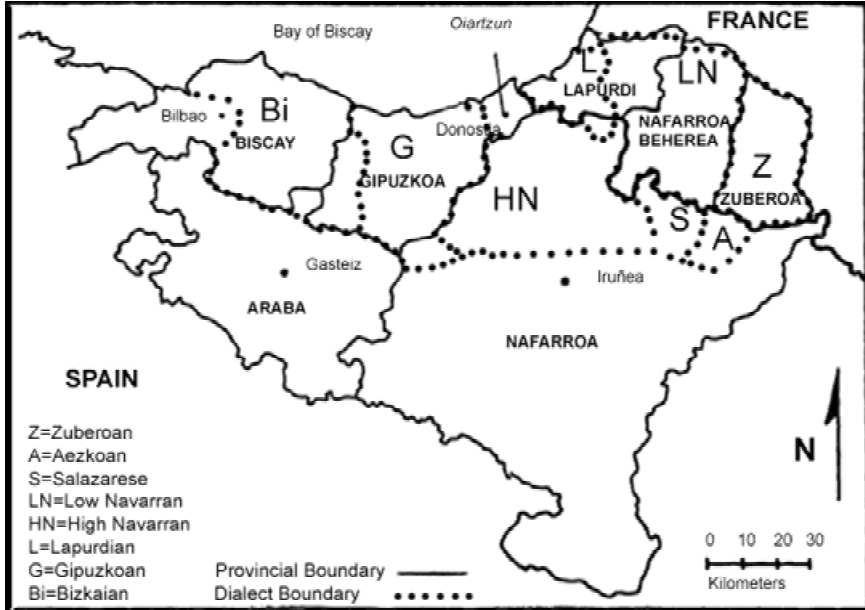 FRANCE
Bay of Biscay
Oiartzun
L
LN
LAPURDI
Bi
Bilbao
BISCAY
G
Donostia
NAFARROA
BEHEREA
GIPUZKOA
Z
ZUBEROA
HN
S
A
Gasteiz
Iruñea
ARABA
NAFARROA
SPAIN
Z=Zuberoan
A=Aezkoan
S=Salazarese
LN=Low Navarran
HN=High Navarran
L=Lapurdian
G=Gipuzkoan
Bi=Bizkaian
Provincial Boundary
Dialect Boundary
N
0 10 20 30
Kilometers